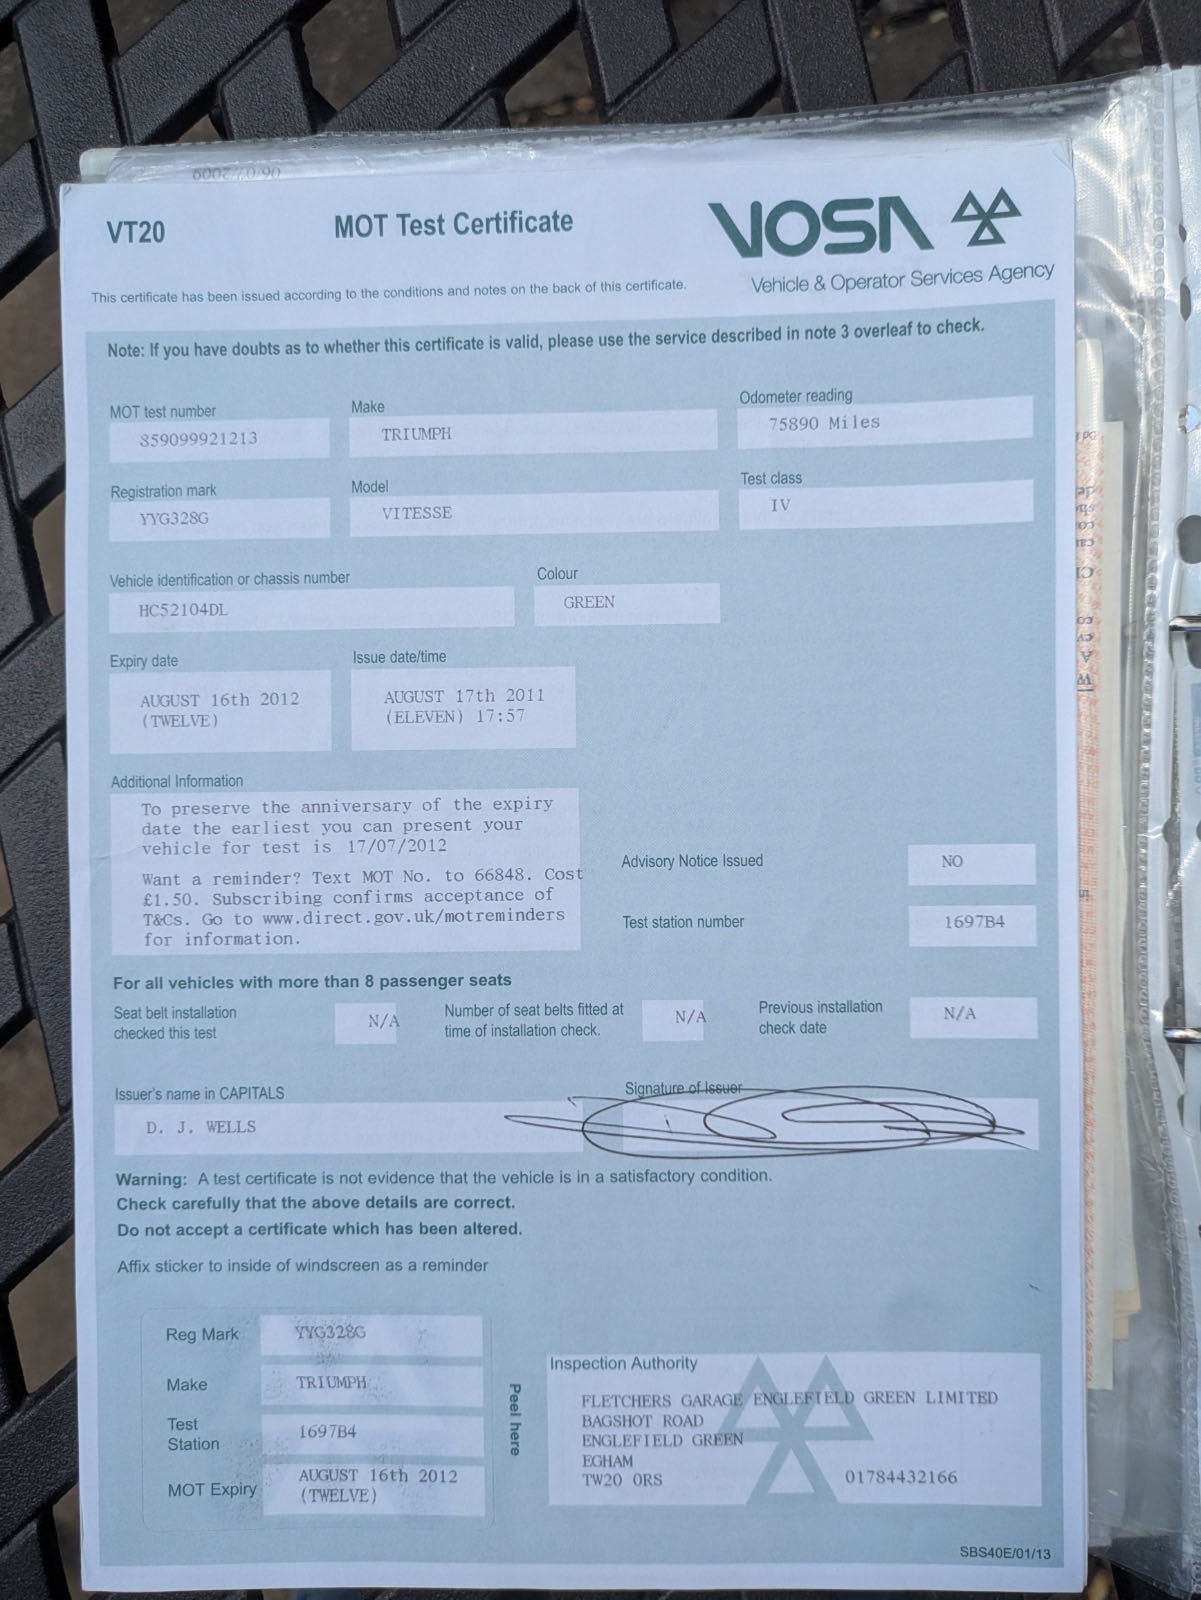 VT20
MOT Test Certificate
VOSA
Vehicle & Operator Services Agency
This certificate has been issued according to the conditions and notes on the back of this certificate.
Note: If you have doubts as to whether this certificate is valid, please use the service described in note 3 overleaf to check.
MOT test number
859099921213
Make
TRIUMPH
Odometer reading
75890 Miles
Registration mark
YYG328G
Model
VITESSE
Test class
IV
Vehicle identification or chassis number
HC52104DL
Colour
GREEN
Expiry date
AUGUST 16th 2012
(TWELVE)
Issue date/time
AUGUST 17th 2011
(ELEVEN) 17:57
Additional Information
To preserve the anniversary of the expiry
date the earliest you can present your
vehicle for test is 17/07/2012
Want a reminder? Text MOT No. to 66848. Cost
£1.50. Subscribing confirms acceptance of
T&Cs. Go to www.direct.gov.uk/motreminders
for information.
Advisory Notice Issued
NO
Test station number
1697B4
For all vehicles with more than 8 passenger seats
Seat belt installation
checked this test
N/A
Number of seat belts fitted at
time of installation check.
N/A
Previous installation
check date
N/A
Issuer's name in CAPITALS
D. J. WELLS
Signature of Issuer
Warning: A test certificate is not evidence that the vehicle is in a satisfactory condition.
Check carefully that the above details are correct.
Do not accept a certificate which has been altered.
Affix sticker to inside of windscreen as a reminder
Reg Mark
YYG328G
Make
TRIUMPH
Test
Station
1697B4
MOT Expiry
AUGUST 16th 2012
(TWELVE)
Peel here
Inspection Authority
FLETCHERS GARAGE ENGLEFIELD GREEN LIMITED
BAGSHOT ROAD
ENGLEFIELD GREEN
EGHAM
TW20 0RS
01784432166
SBS40E/01/13